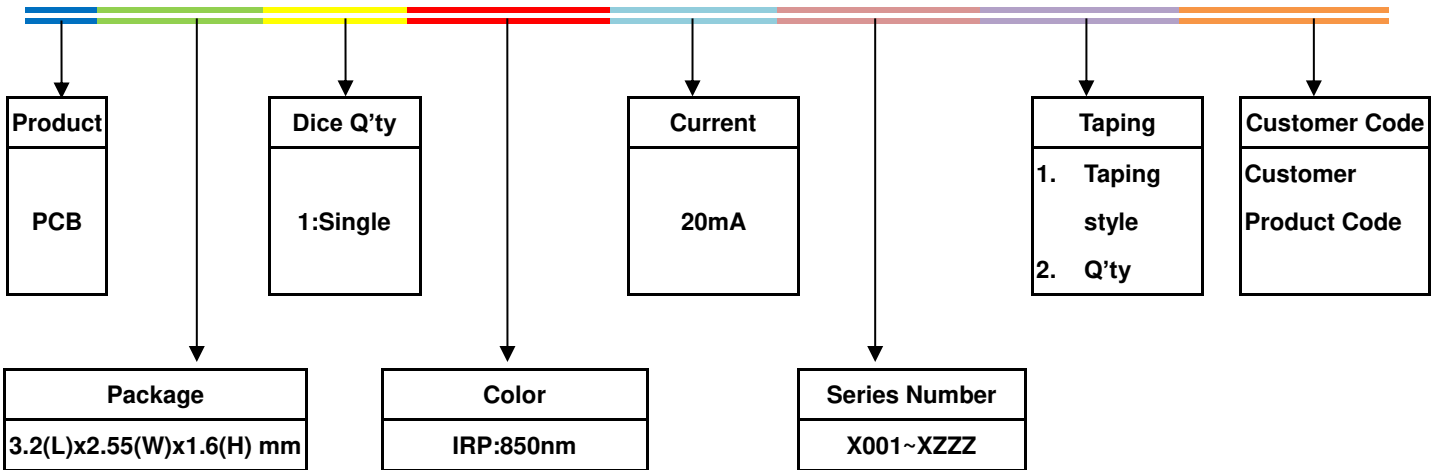 Product
PCB
Dice Q’ty
1:Single
Current
20mA
Taping
1. Taping
style
2. Q’ty
Customer Code
Customer
Product Code
Package
3.2(L)x2.55(W)x1.6(H) mm
Color
IRP:850nm
Series Number
X001~XZZZ